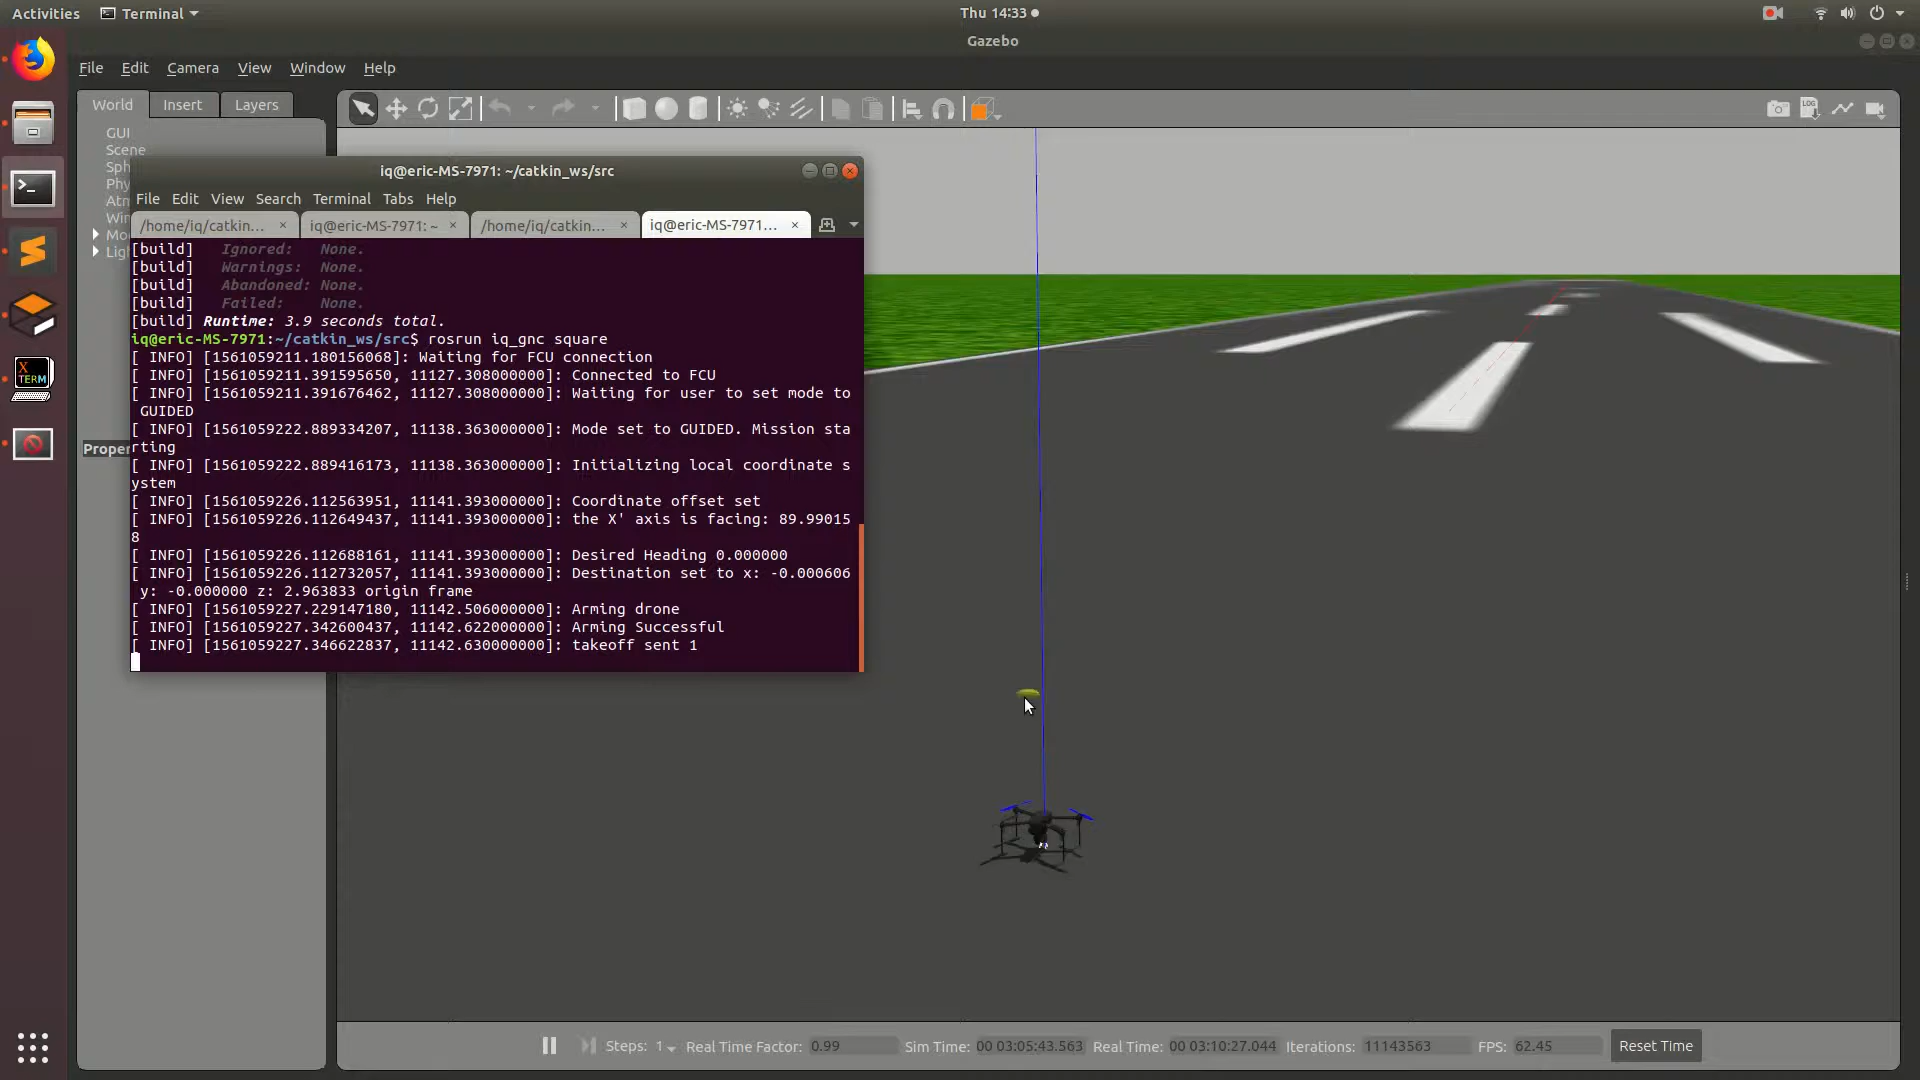 Activities
Terminal
Thu 14:33
Gazebo
File Edit Camera View Window Help
World Insert Layers
GUI
Scene
Sph
Phy
Atm
Win
Mo
Lig
Proper
iq@eric-MS-7971: ~/catkin_ws/src
File Edit View Search Terminal Tabs Help
/home/iq/catkin... × iq@eric-MS-7971: ~ × /home/iq/catkin... × iq@eric-MS-7971... ×
[build] Ignored: None.
[build] Warnings: None.
[build] Abandoned: None.
[build] Failed: None.
[build] Runtime: 3.9 seconds total.
iq@eric-MS-7971:~/catkin_ws/src$ rosrun iq_gnc square
[ INFO] [1561059211.180156068]: Waiting for FCU connection
[ INFO] [1561059211.391595650, 11127.308000000]: Connected to FCU
[ INFO] [1561059211.391676462, 11127.308000000]: Waiting for user to set mode to
GUIDED
[ INFO] [1561059222.889334207, 11138.363000000]: Mode set to GUIDED. Mission sta
rting
[ INFO] [1561059222.889416173, 11138.363000000]: Initializing local coordinate s
ystem
[ INFO] [1561059226.112563951, 11141.393000000]: Coordinate offset set
[ INFO] [1561059226.112649437, 11141.393000000]: the X' axis is facing: 89.99015
8
[ INFO] [1561059226.112688161, 11141.393000000]: Desired Heading 0.000000
[ INFO] [1561059226.112732057, 11141.393000000]: Destination set to x: -0.000606
y: -0.000000 z: 2.963833 origin frame
[ INFO] [1561059227.229147180, 11142.506000000]: Arming drone
[ INFO] [1561059227.342600437, 11142.622000000]: Arming Successful
[ INFO] [1561059227.346622837, 11142.630000000]: takeoff sent 1
X
TERM
LOG
Steps: 1 Real Time Factor: 0.99 Sim Time: 00 03:05:43.563 Real Time: 00 03:10:27.044 Iterations: 11143563 FPS: 62.45 Reset Time